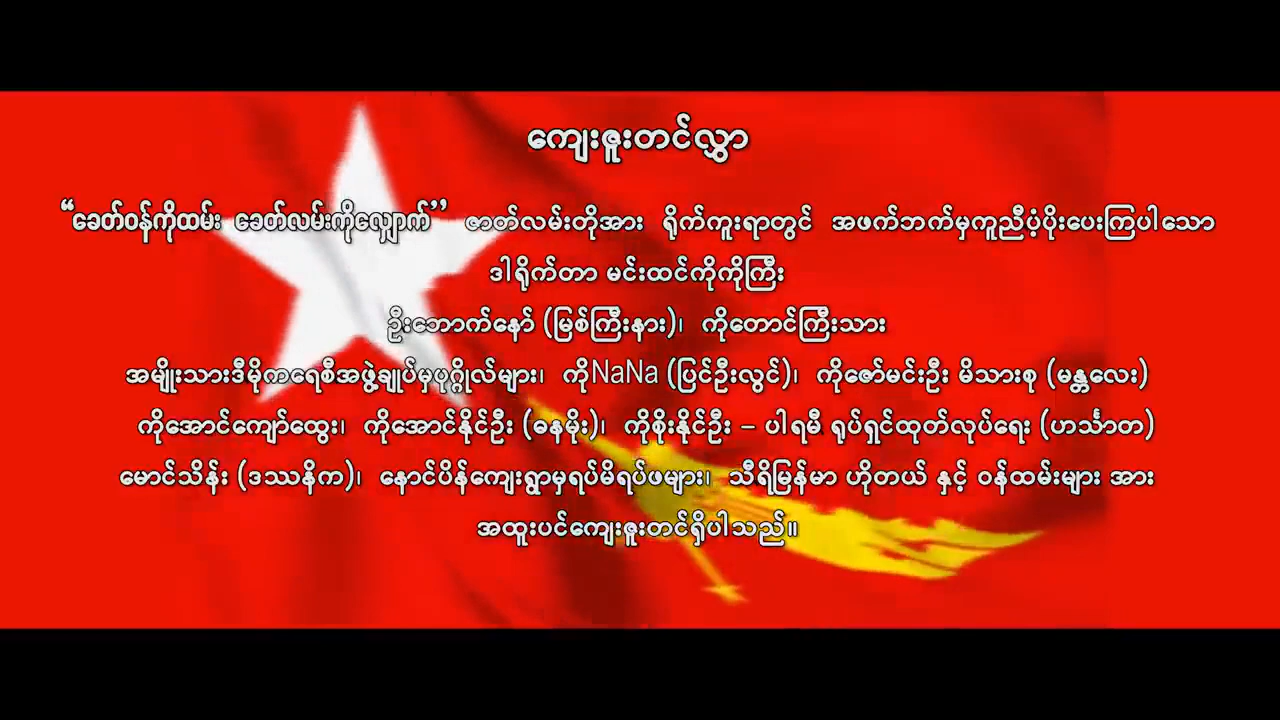 ကျေးဇူးတင်လွှာ
“ခေတ်ဝန်ကိုထမ်း ခေတ်လမ်းကိုလျှောက်” ဇာတ်လမ်းတိုအား ရိုက်ကူးရာတွင် အဖက်ဘက်မှကူညီပံ့ပိုးပေးကြပါသော
ဒါရိုက်တာ မင်းထင်ကိုကိုကြီး
ဦးဘောက်နော် (မြစ်ကြီးနား)၊ ကိုတောင်ကြီးသား
အမျိုးသားဒီမိုကရေစီအဖွဲ့ချုပ်မှပုဂ္ဂိုလ်များ၊ ကိုNaNa (ပြင်ဦးလွင်)၊ ကိုဇော်မင်းဦး မိသားစု (မန္တလေး)
ကိုအောင်ကျော်ထွေး၊ ကိုအောင်နိုင်ဦး (ဓနမိုး)၊ ကိုစိုးနိုင်ဦး – ပါရမီ ရုပ်ရှင်ထုတ်လုပ်ရေး (ဟင်္သာတ)
မောင်သိန်း (ဒဿနိက)၊ နောင်ပိန်ကျေးရွာမှရပ်မိရပ်ဖများ၊ သီရိမြန်မာ ဟိုတယ် နှင့် ဝန်ထမ်းများ အား
အထူးပင်ကျေးဇူးတင်ရှိပါသည်။